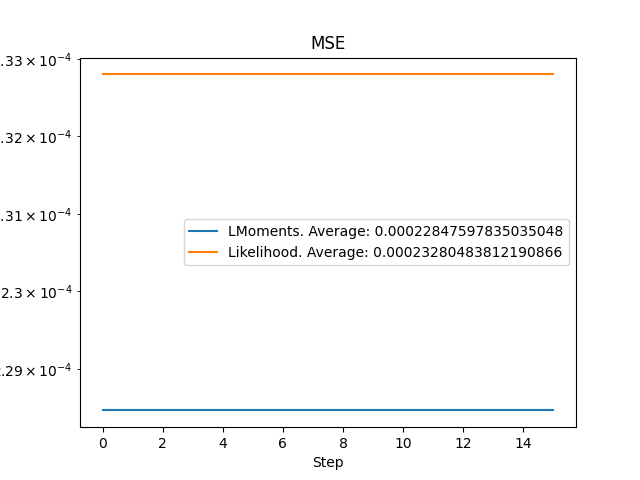 MSE
.33 × 10⁻⁴
.32 × 10⁻⁴
.31 × 10⁻⁴
2.3 × 10⁻⁴
.29 × 10⁻⁴
LMoments. Average: 0.00022847597835035048
Likelihood. Average: 0.00023280483812190866
0 2 4 6 8 10 12 14
Step